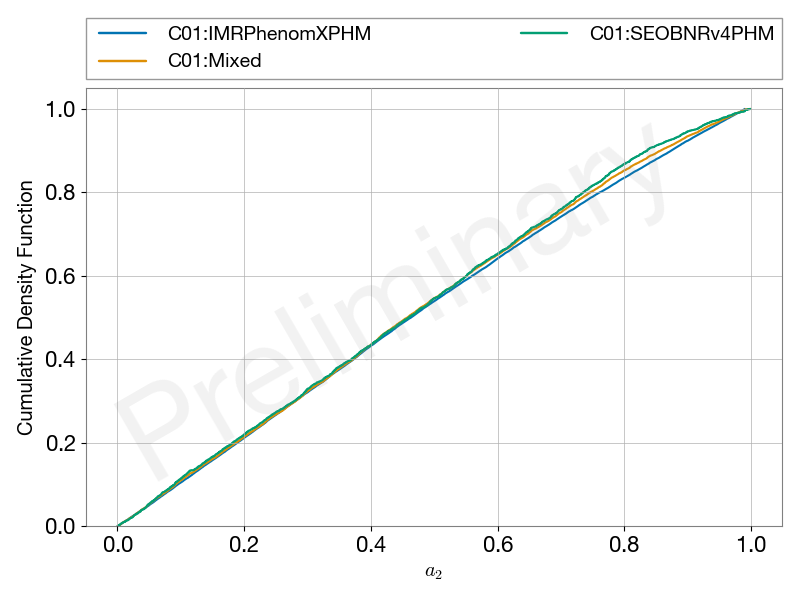 C01:IMRPhenomXPHM
C01:Mixed
C01:SEOBNRv4PHM
Cumulative Density Function
1.0
0.8
0.6
0.4
0.2
0.0
Preliminary
0.0 0.2 0.4 0.6 0.8 1.0
a₂